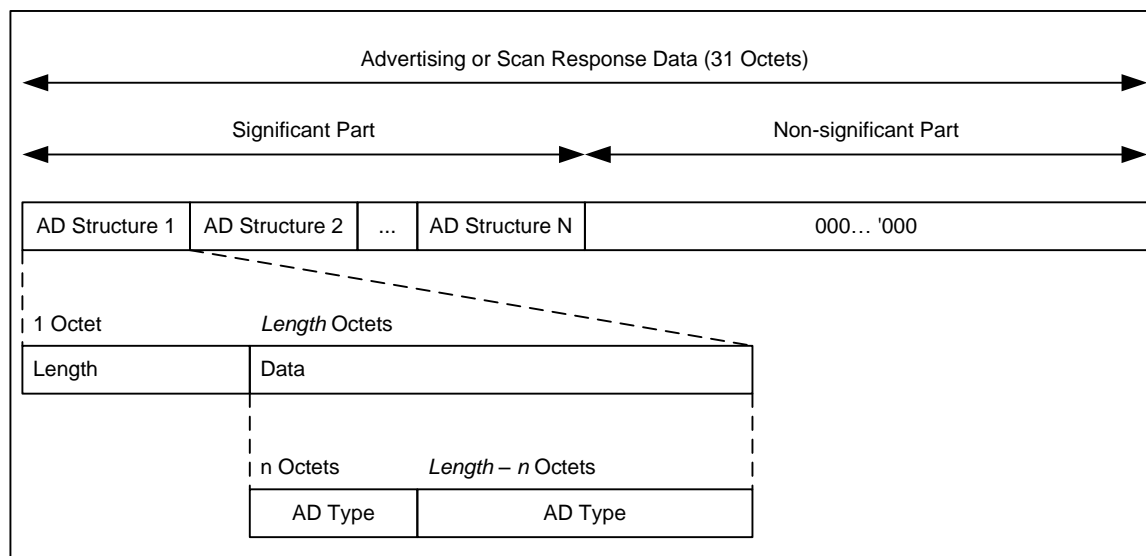 Advertising or Scan Response Data (31 Octets)
Significant Part Non-significant Part
AD Structure 1 AD Structure 2 ... AD Structure N 000... '000
1 Octet Length Octets
Length Data
n Octets Length – n Octets
AD Type AD Type